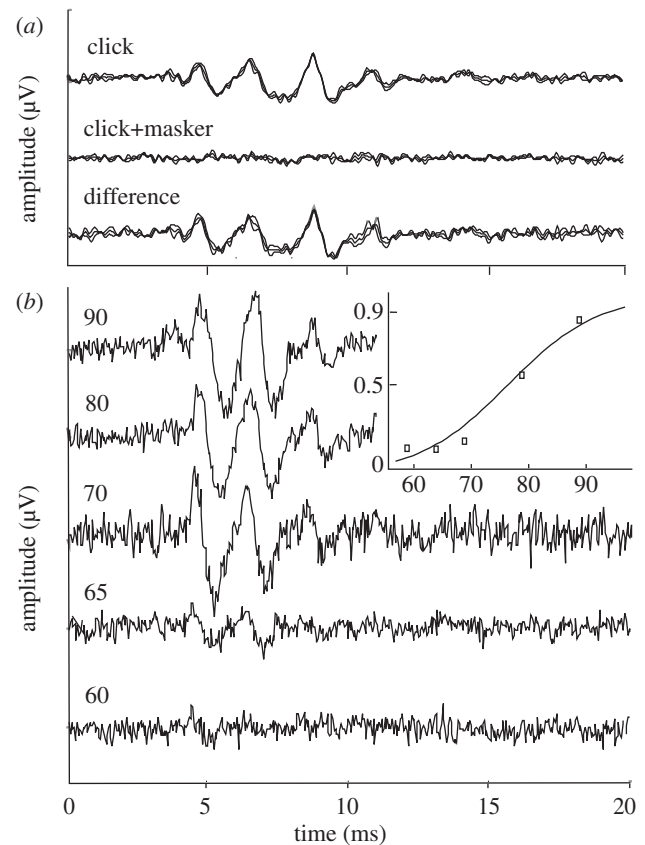 (a)
click
click+masker
difference
amplitude (µV)
(b)
90
80
70
65
60
amplitude (µV)
0.9
0.5
0
60 70 80 90
0 5 10 15 20
time (ms)